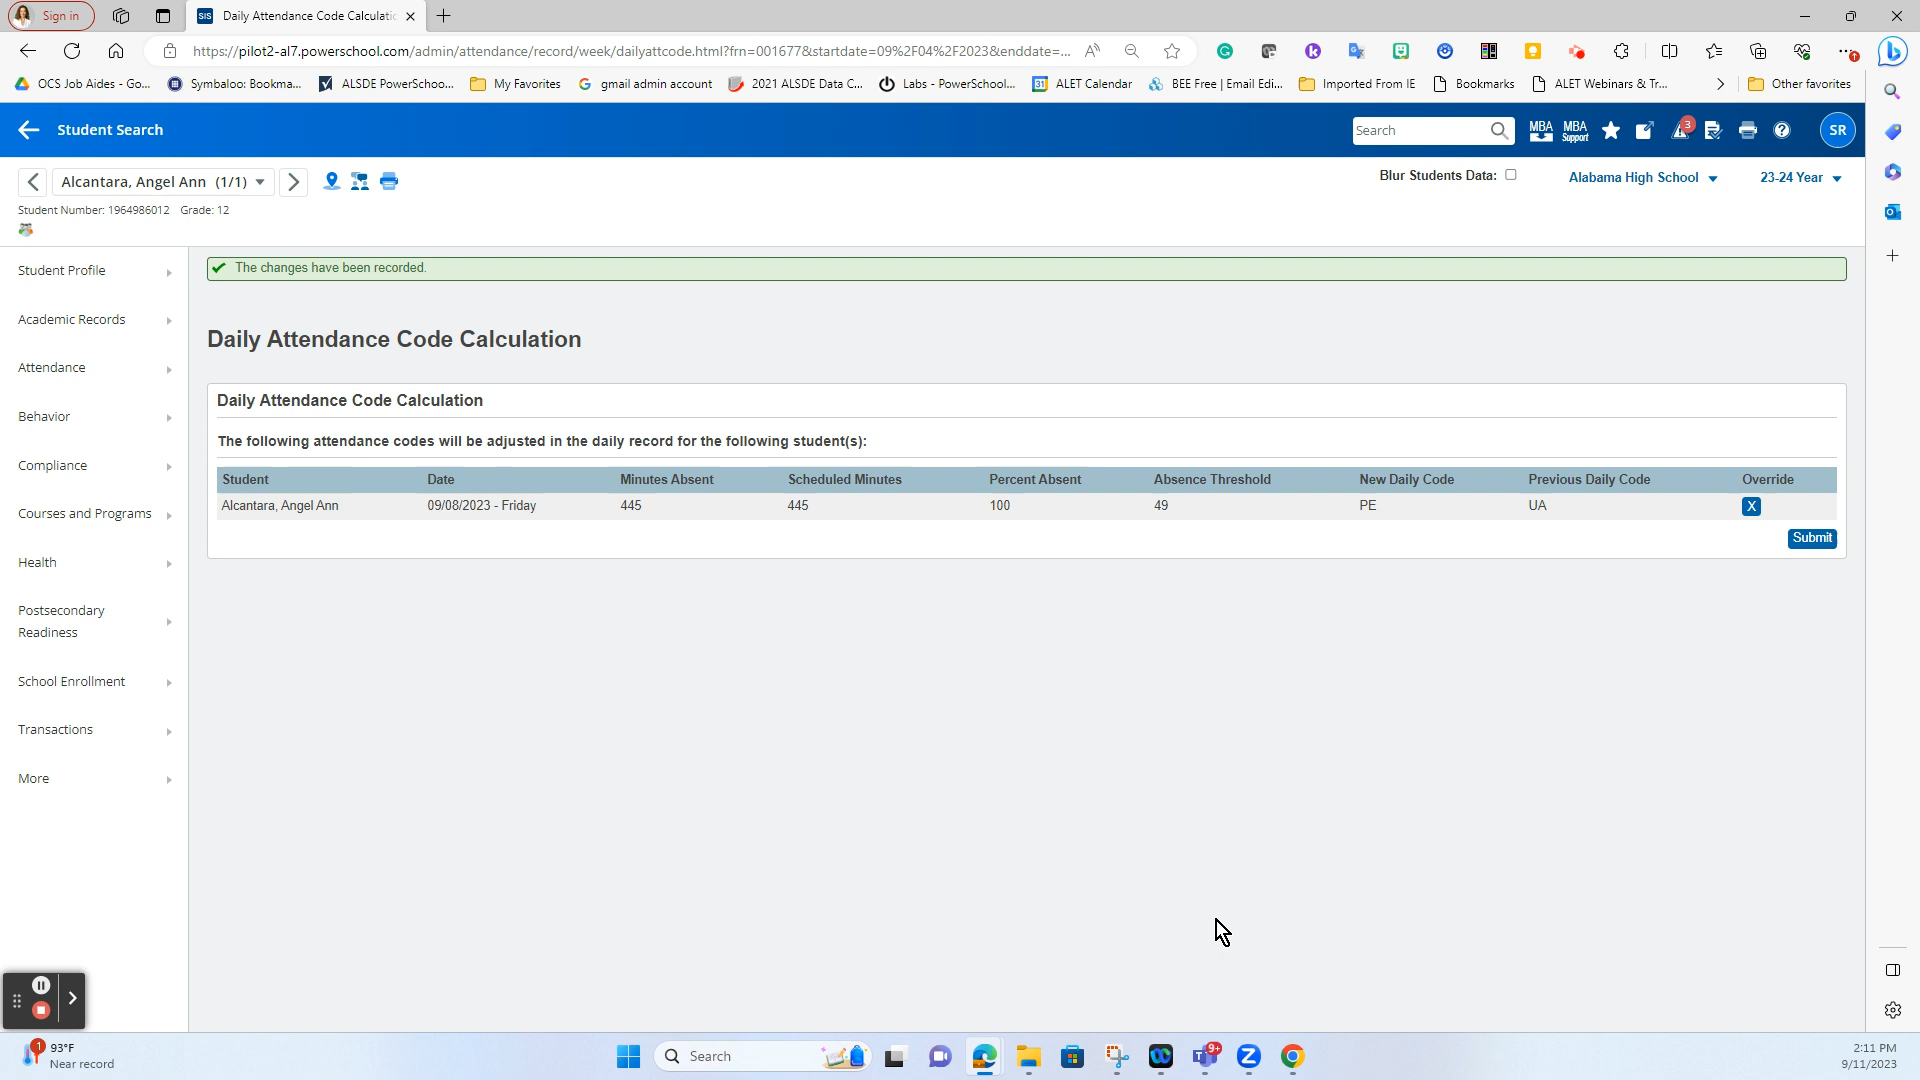 Sign in
SIS Daily Attendance Code Calculatic
https://pilot2-al7.powerschool.com/admin/attendance/record/week/dailyattcode.html?frn=001677&startdate=09%2F04%2F2023&enddate=...
OCS Job Aides - Go... Symbaloo: Bookma... ALSDE PowerSchoo... My Favorites gmail admin account 2021 ALSDE Data C... Labs - PowerSchool... ALET Calendar BEE Free | Email Edi... Imported From IE Bookmarks ALET Webinars & Tr... Other favorites
Student Search
Search
MBA
MBA Support
3
SR
Alcantara, Angel Ann (1/1)
Blur Students Data:
Alabama High School
23-24 Year
Student Number: 1964986012 Grade: 12
Student Profile
Academic Records
Attendance
Behavior
Compliance
Courses and Programs
Health
Postsecondary
Readiness
School Enrollment
Transactions
More
The changes have been recorded.
Daily Attendance Code Calculation
Daily Attendance Code Calculation
The following attendance codes will be adjusted in the daily record for the following student(s):
Student Date Minutes Absent Scheduled Minutes Percent Absent Absence Threshold New Daily Code Previous Daily Code Override
Alcantara, Angel Ann 09/08/2023 - Friday 445 445 100 49 PE UA X
Submit
1
93°F
Near record
Search
9+
2:11 PM
9/11/2023